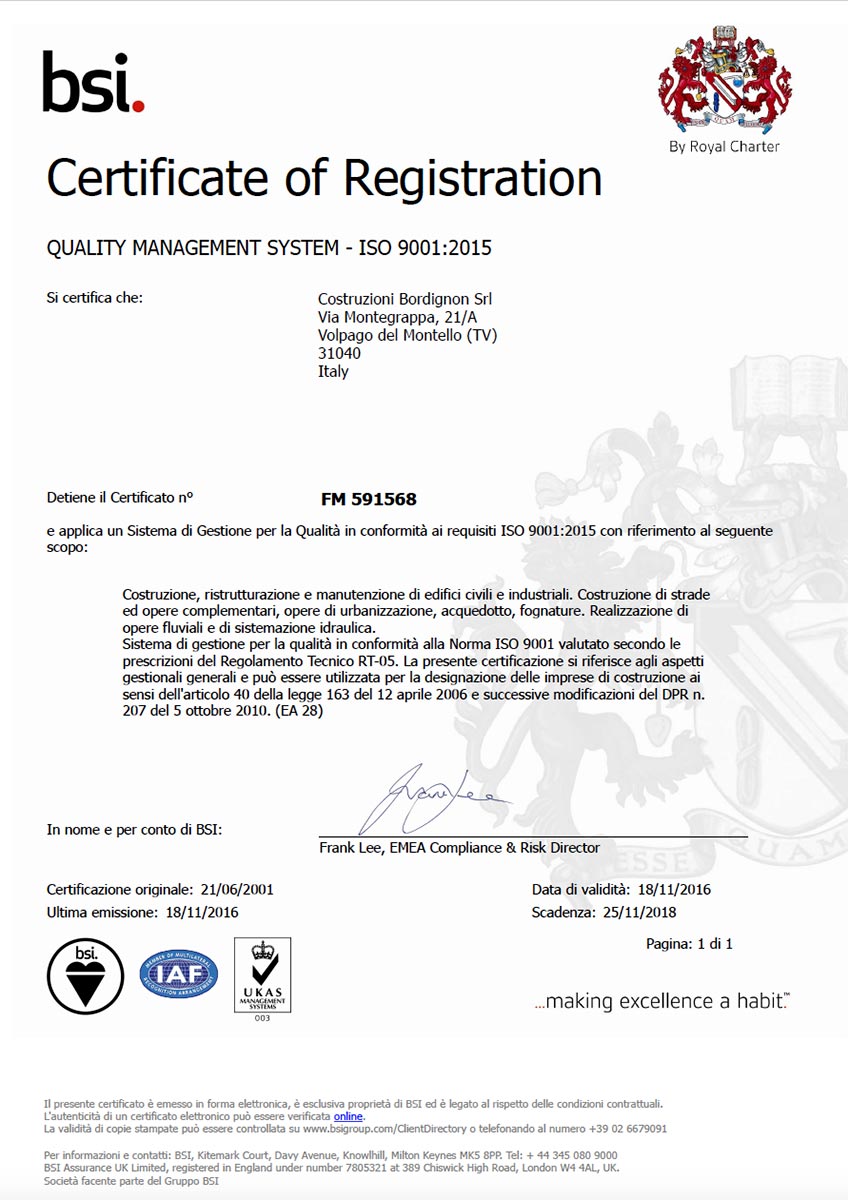 bsi.
By Royal Charter
Certificate of Registration
QUALITY MANAGEMENT SYSTEM - ISO 9001:2015
Si certifica che:
Costruzioni Bordignon Srl
Via Montegrappa, 21/A
Volpago del Montello (TV)
31040
Italy
Detiene il Certificato n°
FM 591568
e applica un Sistema di Gestione per la Qualità in conformità ai requisiti ISO 9001:2015 con riferimento al seguente
scopo:
Costruzione, ristrutturazione e manutenzione di edifici civili e industriali. Costruzione di strade
ed opere complementari, opere di urbanizzazione, acquedotto, fognature. Realizzazione di
opere fluviali e di sistemazione idraulica.
Sistema di gestione per la qualità in conformità alla Norma ISO 9001 valutato secondo le
prescrizioni del Regolamento Tecnico RT-05. La presente certificazione si riferisce agli aspetti
gestionali generali e può essere utilizzata per la designazione delle imprese di costruzione ai
sensi dell'articolo 40 della legge 163 del 12 aprile 2006 e successive modificazioni del DPR n.
207 del 5 ottobre 2010. (EA 28)
In nome e per conto di BSI:
Frank Lee, EMEA Compliance & Risk Director
ESSE QUAM
Certificazione originale: 21/06/2001
Data di validità: 18/11/2016
Ultima emissione: 18/11/2016
Scadenza: 25/11/2018
Pagina: 1 di 1
bsi.
MEMBER OF MULTILATERAL
IAF
RECOGNITION ARRANGEMENT
UKAS
MANAGEMENT
SYSTEMS
003
...making excellence a habit.™
Il presente certificato è emesso in forma elettronica, è esclusiva proprietà di BSI ed è legato al rispetto delle condizioni contrattuali.
L'autenticità di un certificato elettronico può essere verificata online.
La validità di copie stampate può essere controllata su www.bsigroup.com/ClientDirectory o telefonando al numero +39 02 6679091
Per informazioni e contatti: BSI, Kitemark Court, Davy Avenue, Knowlhill, Milton Keynes MK5 8PP. Tel: + 44 345 080 9000
BSI Assurance UK Limited, registered in England under number 7805321 at 389 Chiswick High Road, London W4 4AL, UK.
Società facente parte del Gruppo BSI